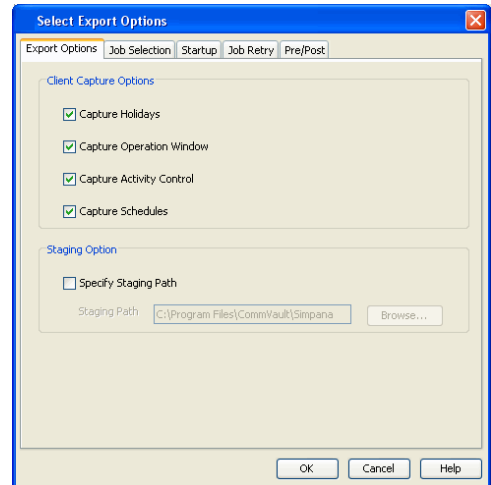 Select Export Options
Export Options Job Selection Startup Job Retry Pre/Post
Client Capture Options
Capture Holidays
Capture Operation Window
Capture Activity Control
Capture Schedules
Staging Option
Specify Staging Path
Staging Path C:\Program Files\CommVault\Simpana Browse...
OK Cancel Help